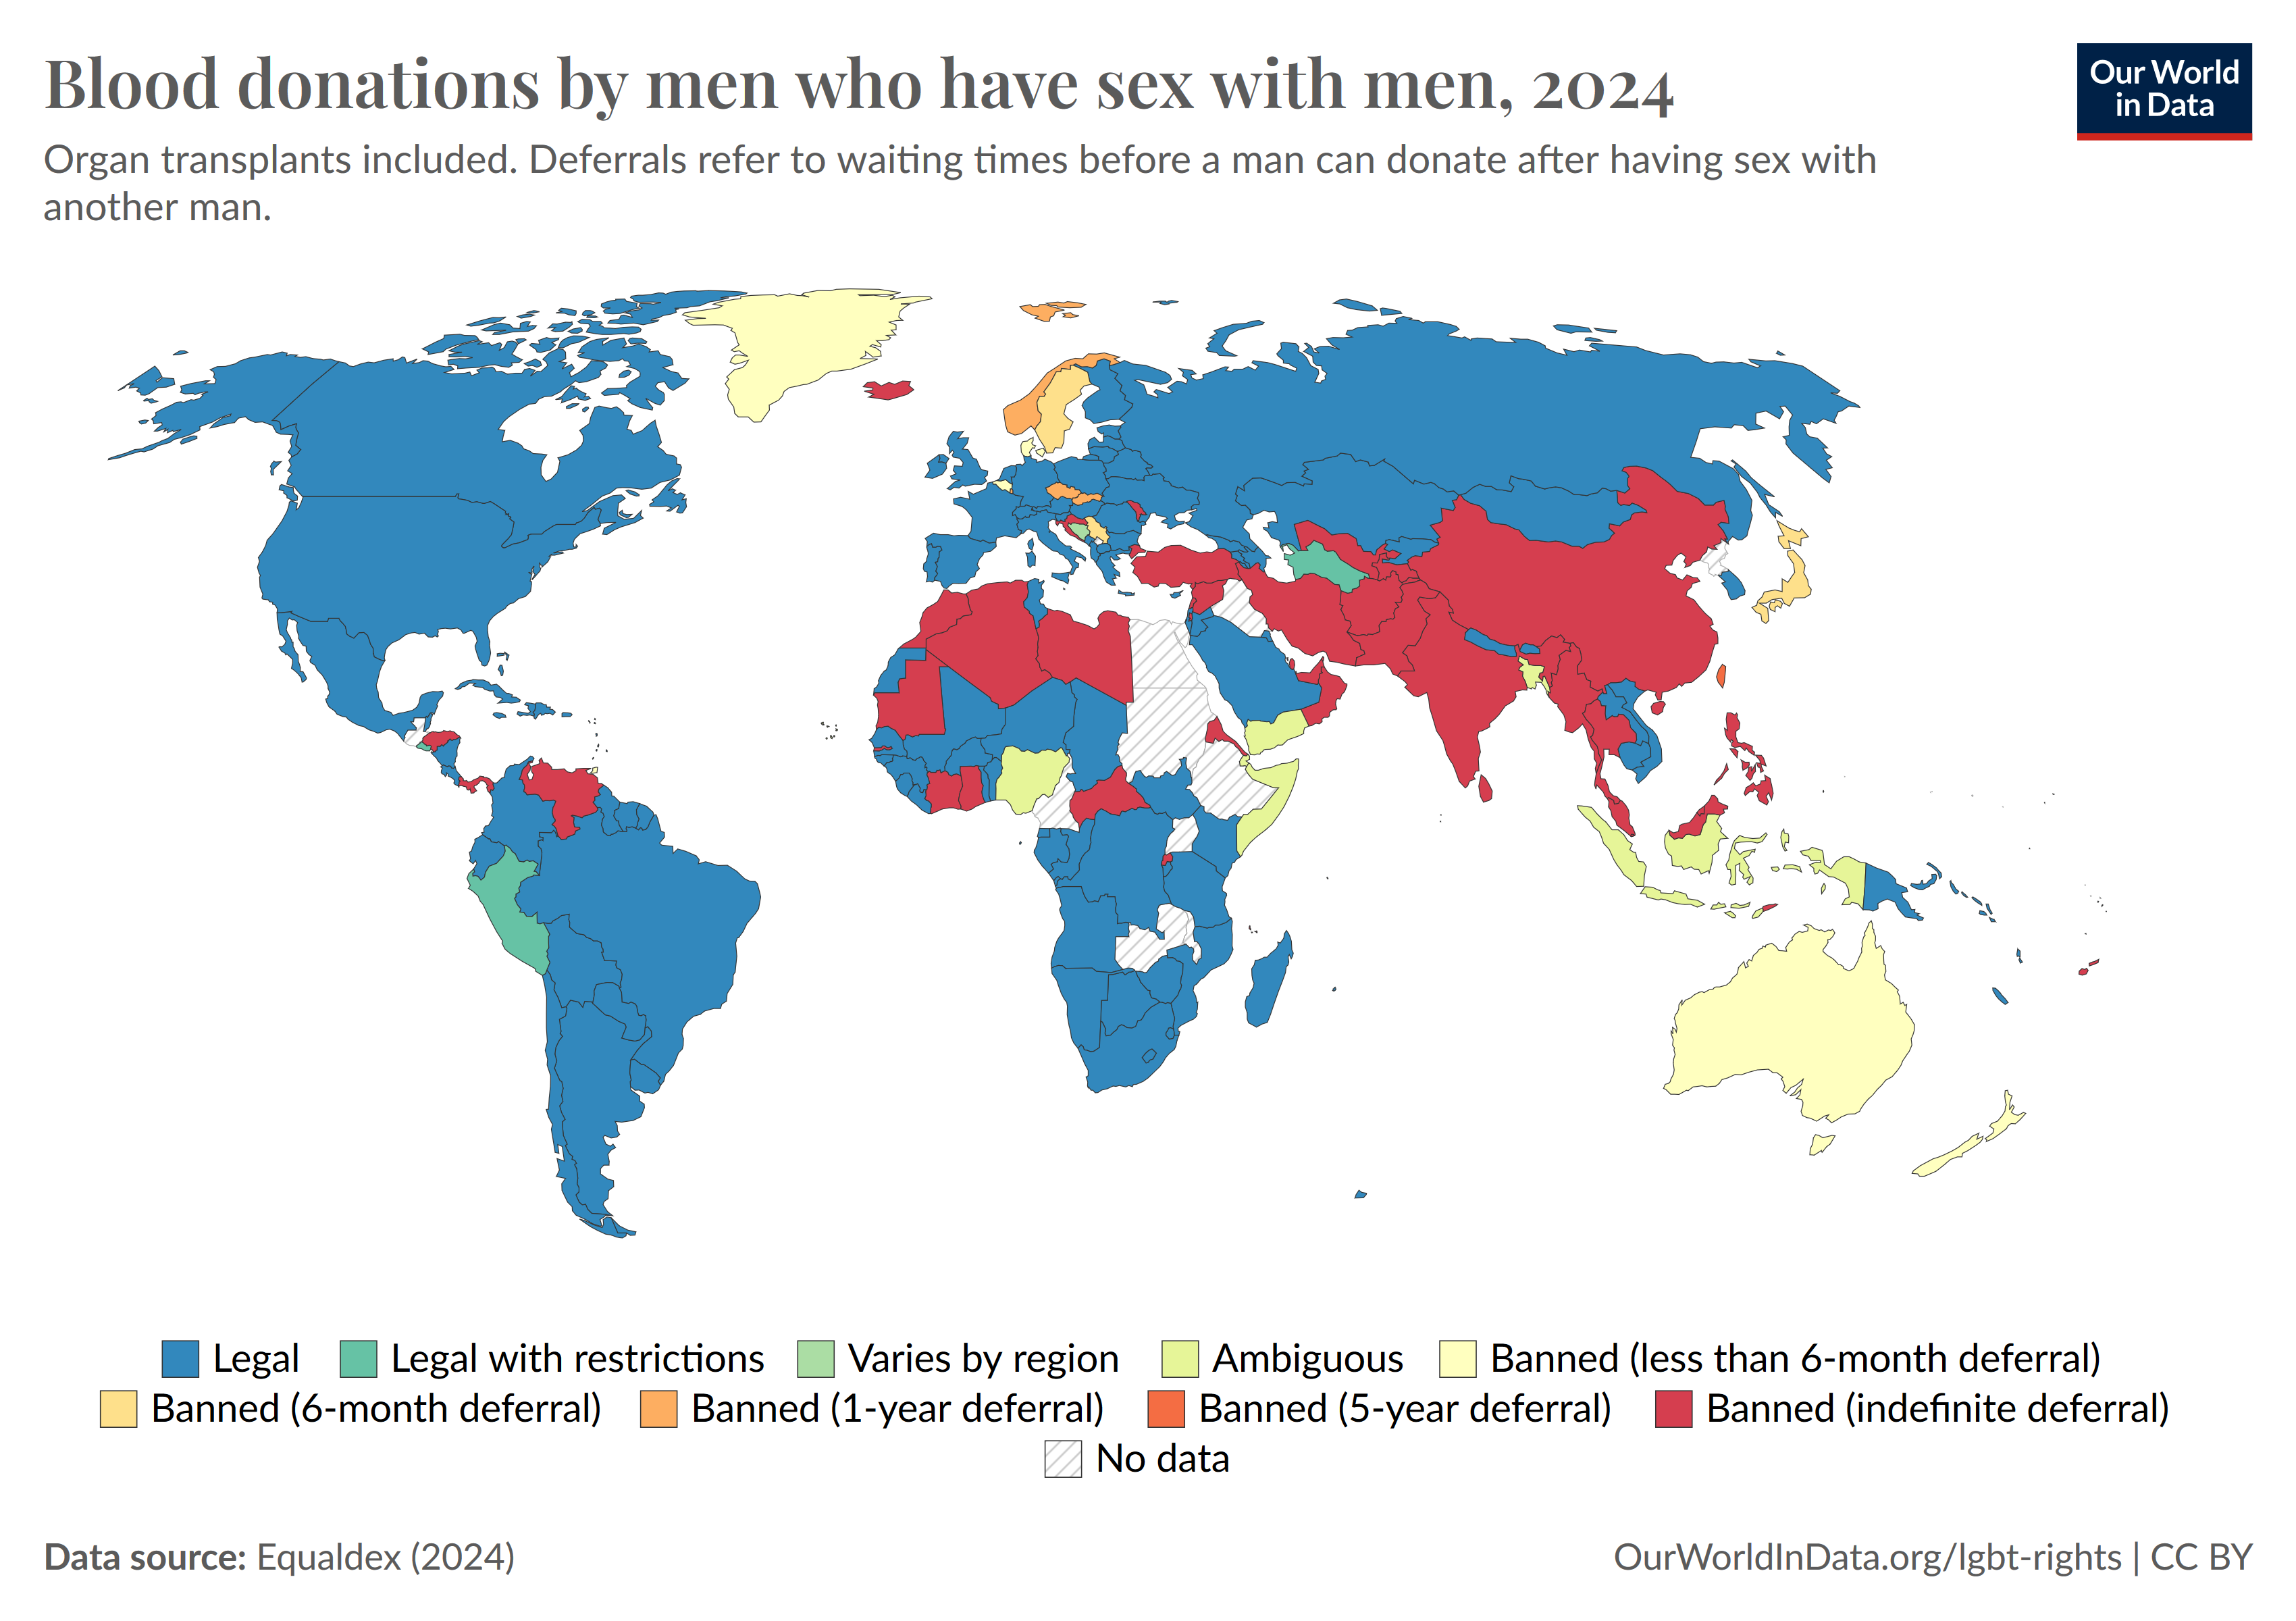 Blood donations by men who have sex with men, 2024
Our World
in Data
Organ transplants included. Deferrals refer to waiting times before a man can donate after having sex with
another man.
Legal
Legal with restrictions
Varies by region
Ambiguous
Banned (less than 6-month deferral)
Banned (6-month deferral)
Banned (1-year deferral)
Banned (5-year deferral)
Banned (indefinite deferral)
No data
Data source: Equaldex (2024)
OurWorldInData.org/lgbt-rights | CC BY